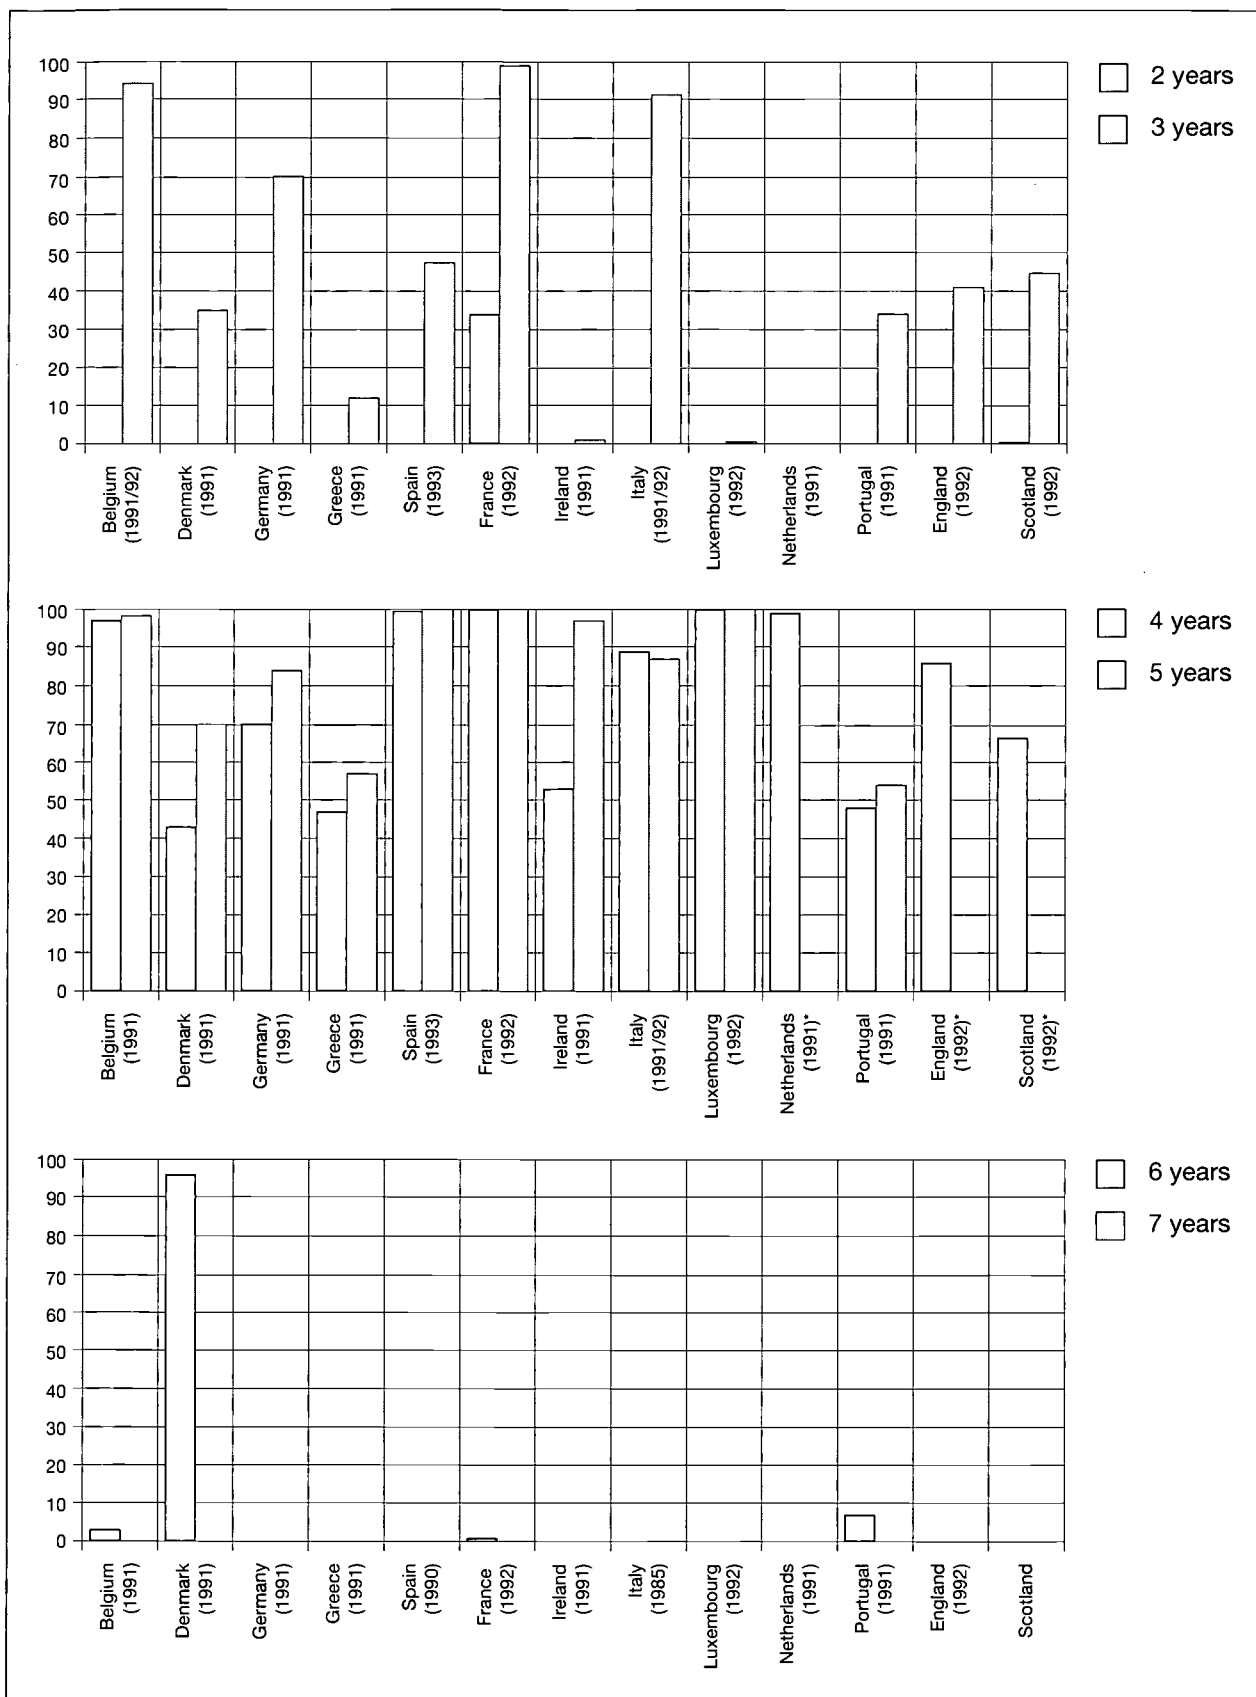 100
90
80
70
60
50
40
30
20
10
0
2 years
3 years
Belgium
(1991/92)
Denmark
(1991)
Germany
(1991)
Greece
(1991)
Spain
(1993)
France
(1992)
Ireland
(1991)
Italy
(1991/92)
Luxembourg
(1992)
Netherlands
(1991)
Portugal
(1991)
England
(1992)
Scotland
(1992)
100
90
80
70
60
50
40
30
20
10
0
4 years
5 years
Belgium
(1991)
Denmark
(1991)
Germany
(1991)
Greece
(1991)
Spain
(1993)
France
(1992)
Ireland
(1991)
Italy
(1991/92)
Luxembourg
(1992)
Netherlands
(1991)*
Portugal
(1991)
England
(1992)*
Scotland
(1992)*
100
90
80
70
60
50
40
30
20
10
0
6 years
7 years
Belgium
(1991)
Denmark
(1991)
Germany
(1991)
Greece
(1991)
Spain
(1990)
France
(1992)
Ireland
(1991)
Italy
(1985)
Luxembourg
(1992)
Netherlands
(1991)
Portugal
(1991)
England
(1992)
Scotland